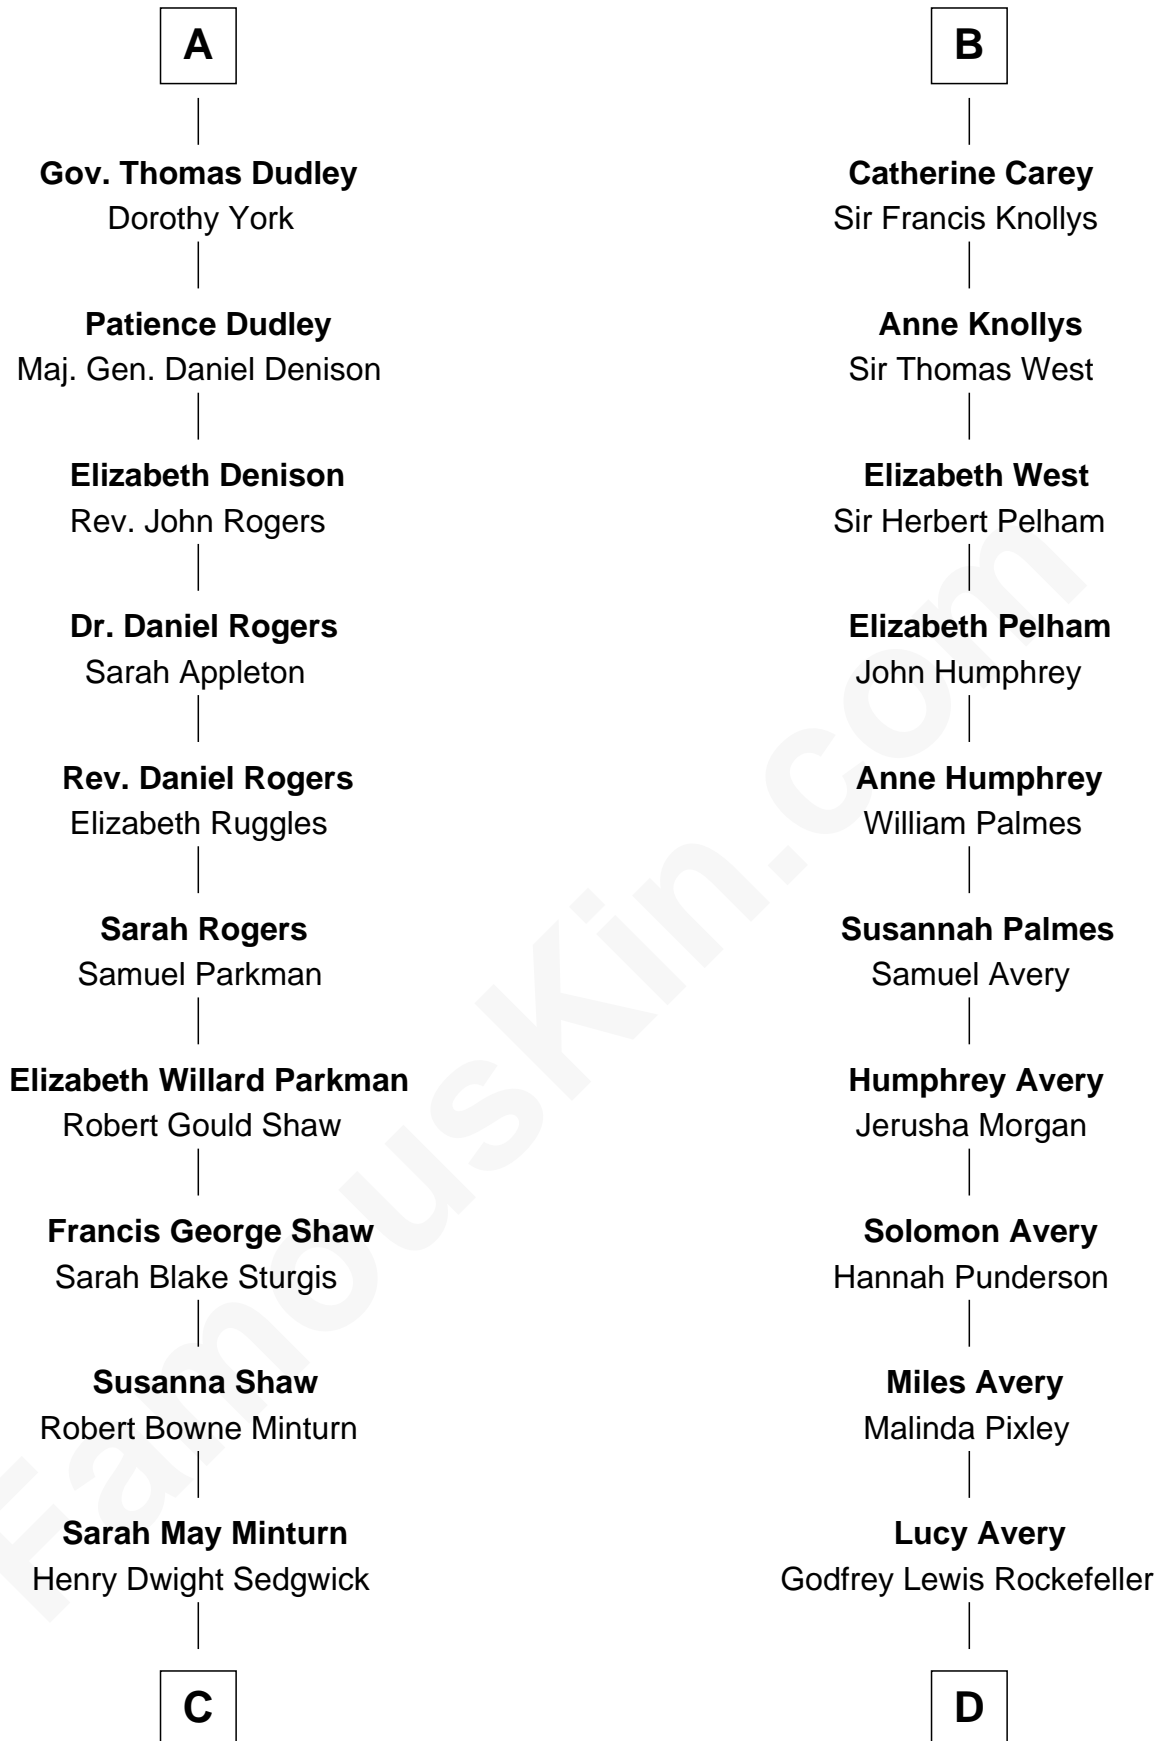 A
Gov. Thomas Dudley
Dorothy York
Patience Dudley
Maj. Gen. Daniel Denison
Elizabeth Denison
Rev. John Rogers
Dr. Daniel Rogers
Sarah Appleton
Rev. Daniel Rogers
Elizabeth Ruggles
Sarah Rogers
Samuel Parkman
Elizabeth Willard Parkman
Robert Gould Shaw
Francis George Shaw
Sarah Blake Sturgis
Susanna Shaw
Robert Bowne Minturn
Sarah May Minturn
Henry Dwight Sedgwick
C
B
Catherine Carey
Sir Francis Knollys
Anne Knollys
Sir Thomas West
Elizabeth West
Sir Herbert Pelham
Elizabeth Pelham
John Humphrey
Anne Humphrey
William Palmes
Susannah Palmes
Samuel Avery
Humphrey Avery
Jerusha Morgan
Solomon Avery
Hannah Punderson
Miles Avery
Malinda Pixley
Lucy Avery
Godfrey Lewis Rockefeller
D
FamousKin.com